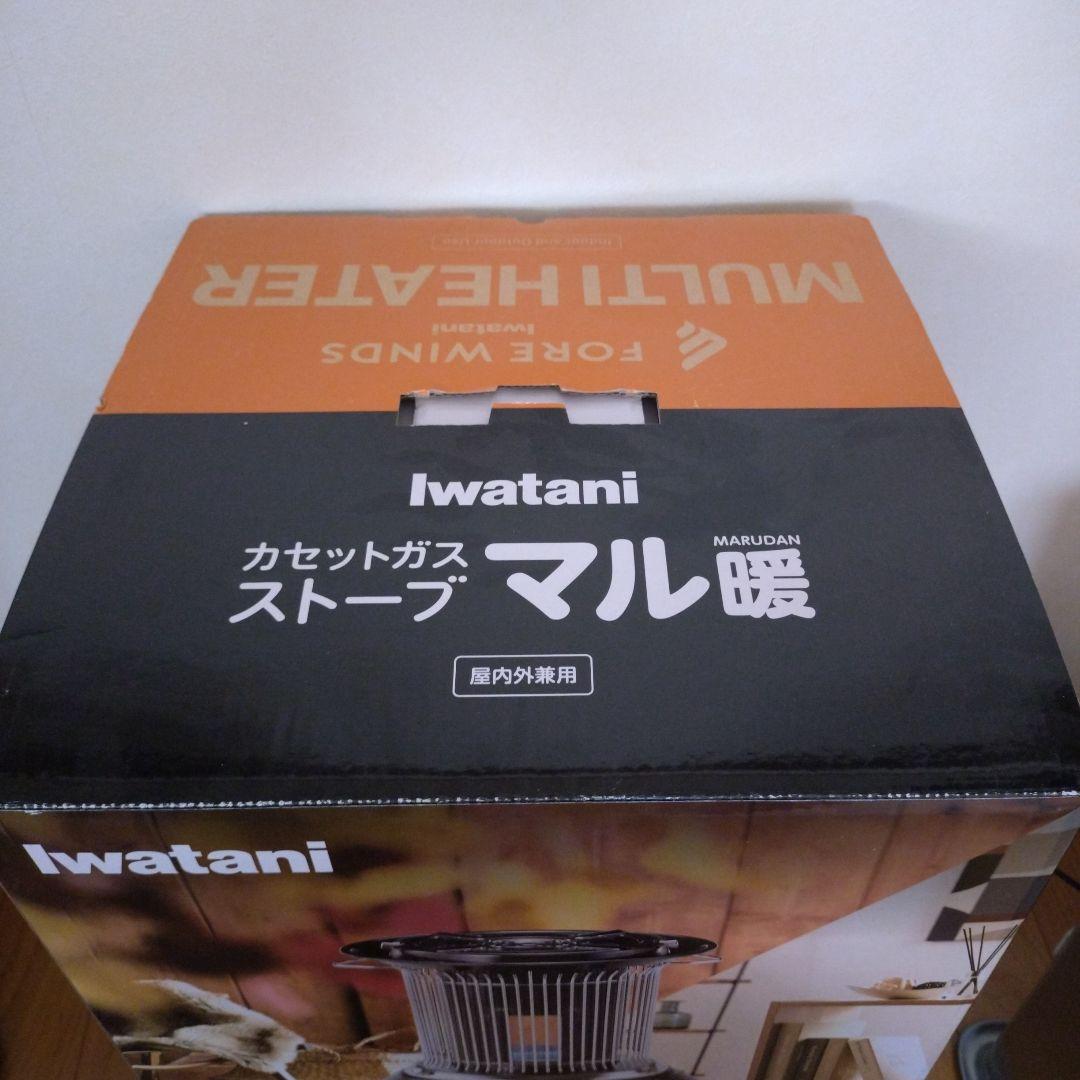 Indoor and Outdoor Use
MULTI HEATER
FORE WINDS
Iwatani
Iwatani
カセットガス
ストーブ
マル暖
MARUDAN
屋内外兼用
Iwatani